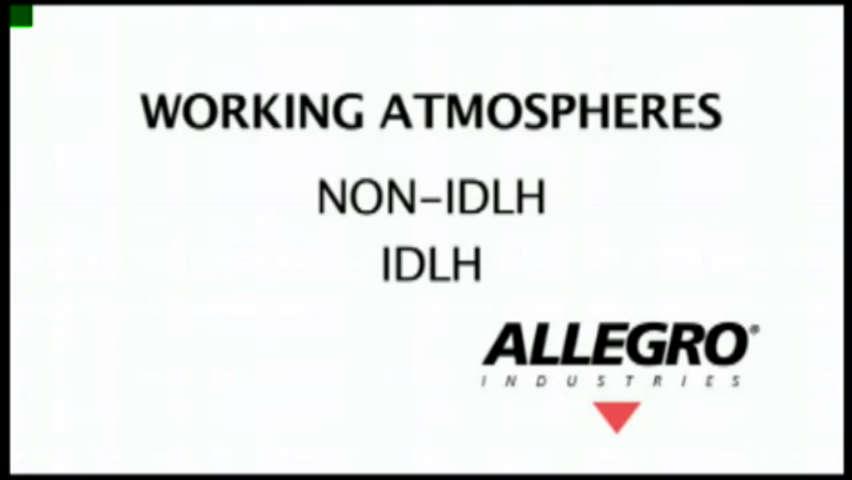 WORKING ATMOSPHERES
NON-IDLH
IDLH
ALLEGRO®
INDUSTRIES